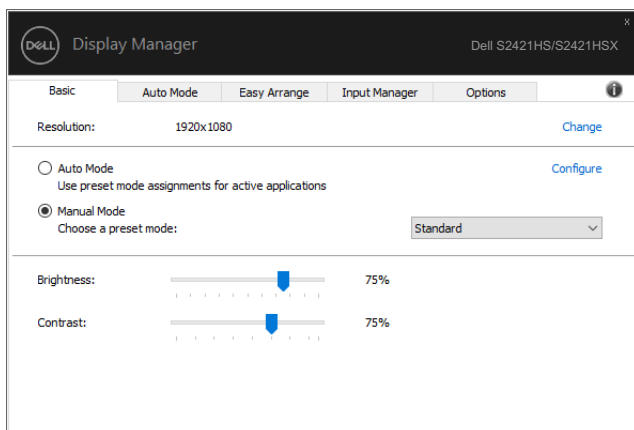 x
DELL Display Manager Dell S2421HS/S2421HSX
Basic Auto Mode Easy Arrange Input Manager Options i
Resolution: 1920x1080 Change
Auto Mode Configure
Use preset mode assignments for active applications
Manual Mode
Choose a preset mode: Standard
Brightness: 75%
Contrast: 75%